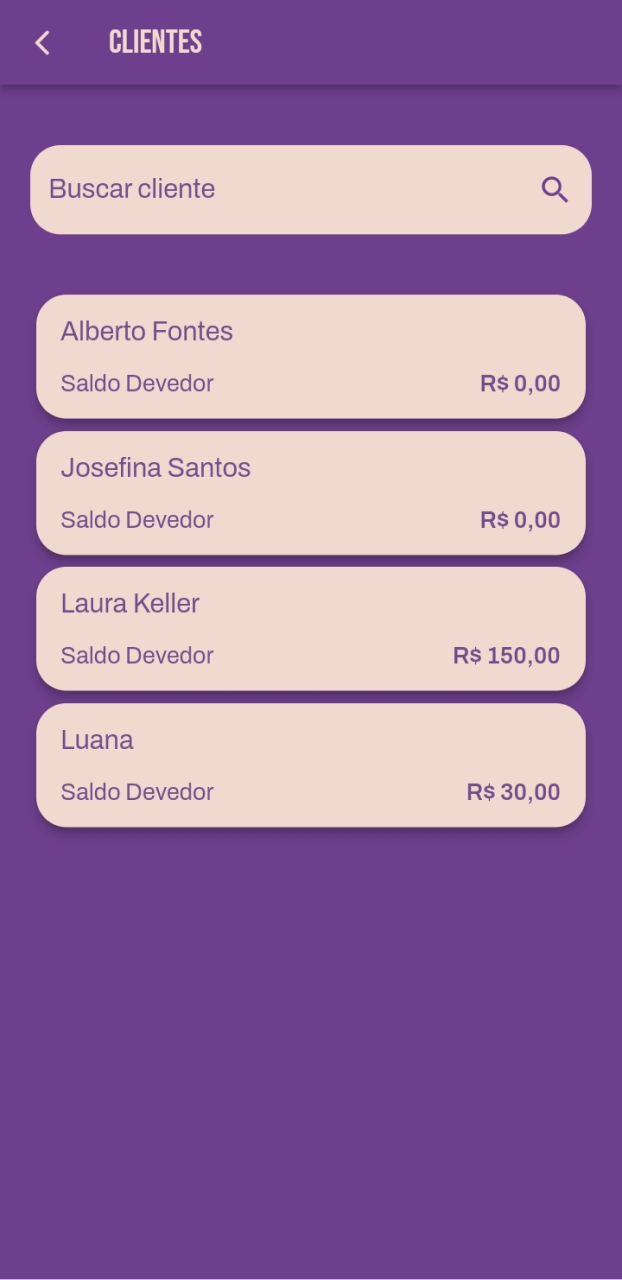 CLIENTES
Buscar cliente
Alberto Fontes
Saldo Devedor R$ 0,00
Josefina Santos
Saldo Devedor R$ 0,00
Laura Keller
Saldo Devedor R$ 150,00
Luana
Saldo Devedor R$ 30,00